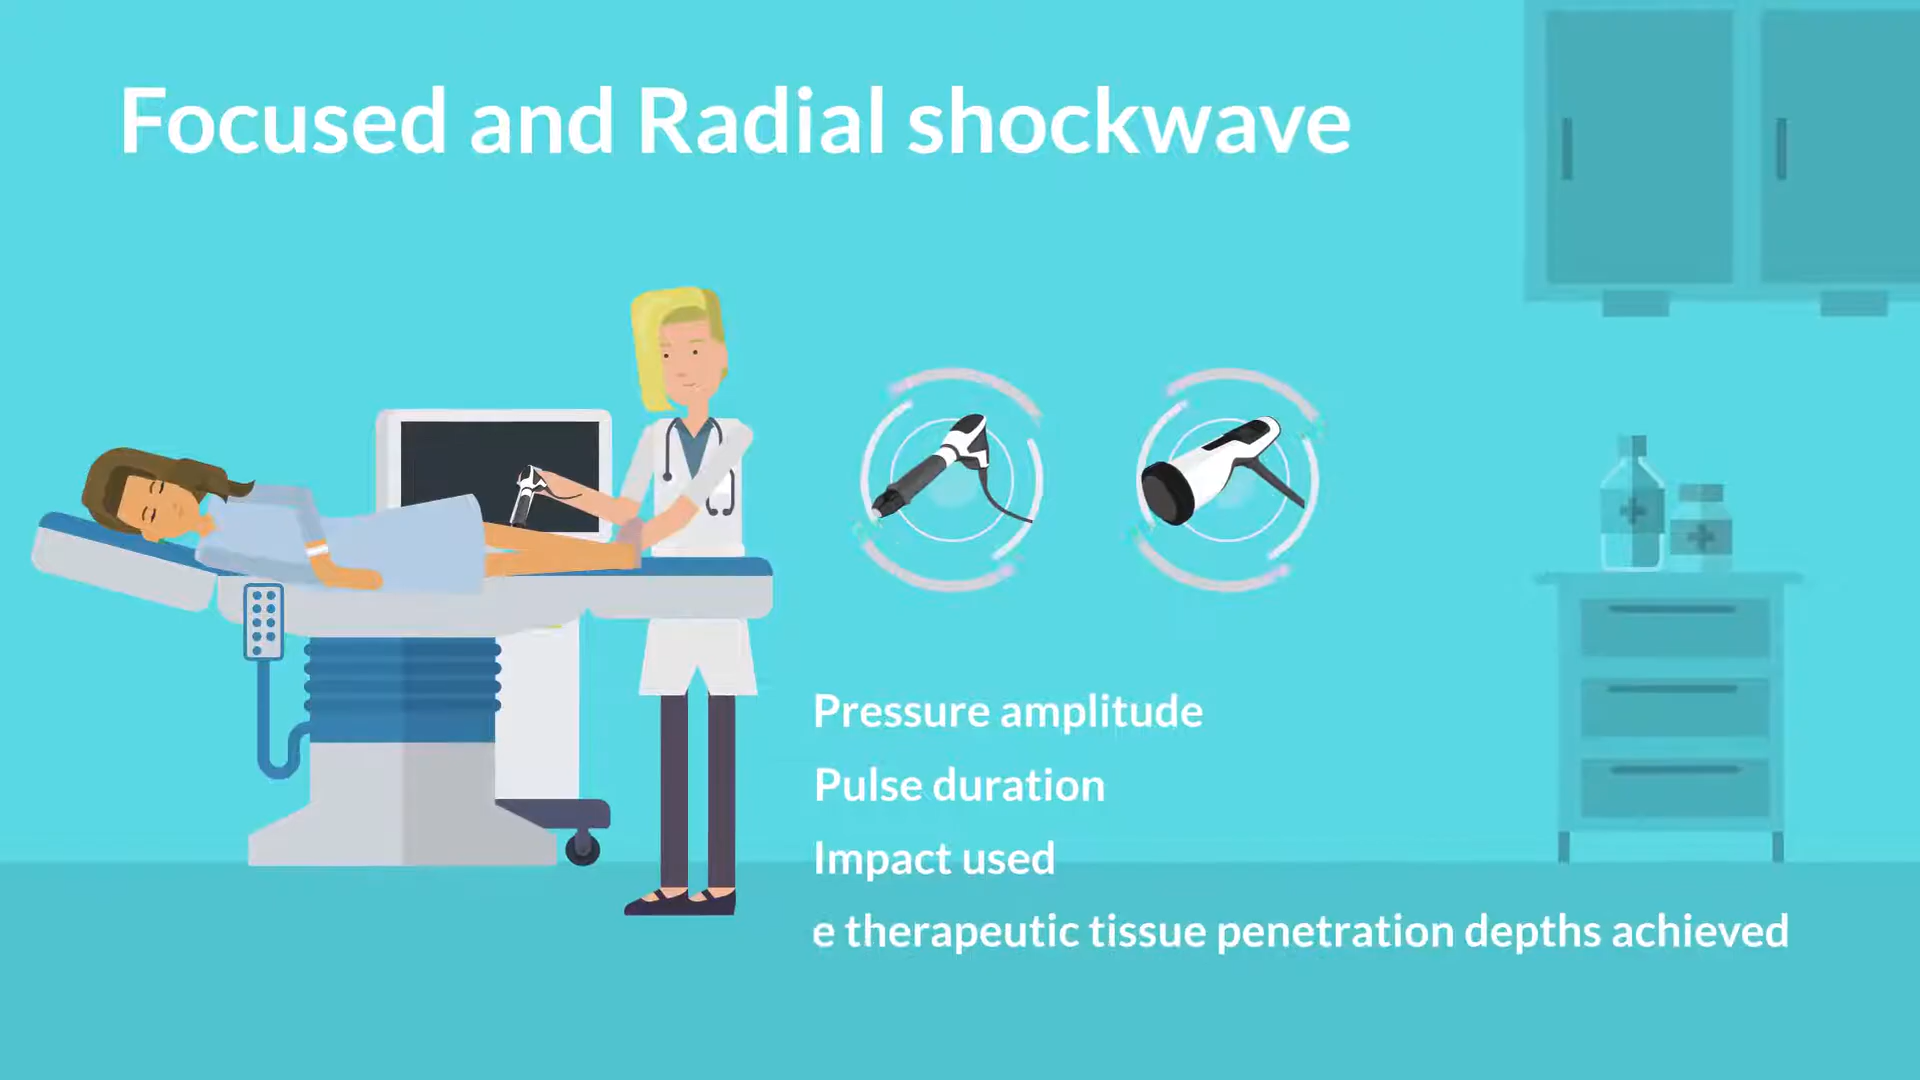 Focused and Radial shockwave
Pressure amplitude
Pulse duration
Impact used
e therapeutic tissue penetration depths achieved